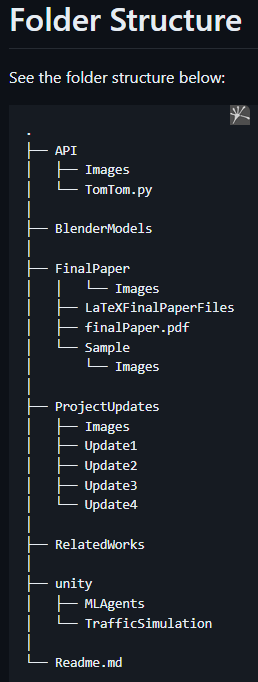 Folder Structure
See the folder structure below:
.
├── API
│   ├── Images
│   └── TomTom.py
│
├── BlenderModels
│
├── FinalPaper
│   │   └── Images
│   ├── LaTeXFinalPaperFiles
│   ├── finalPaper.pdf
│   └── Sample
│       └── Images
│
├── ProjectUpdates
│   ├── Images
│   ├── Update1
│   ├── Update2
│   ├── Update3
│   └── Update4
│
├── RelatedWorks
│
├── unity
│   ├── MLAgents
│   └── TrafficSimulation
│
└── Readme.md